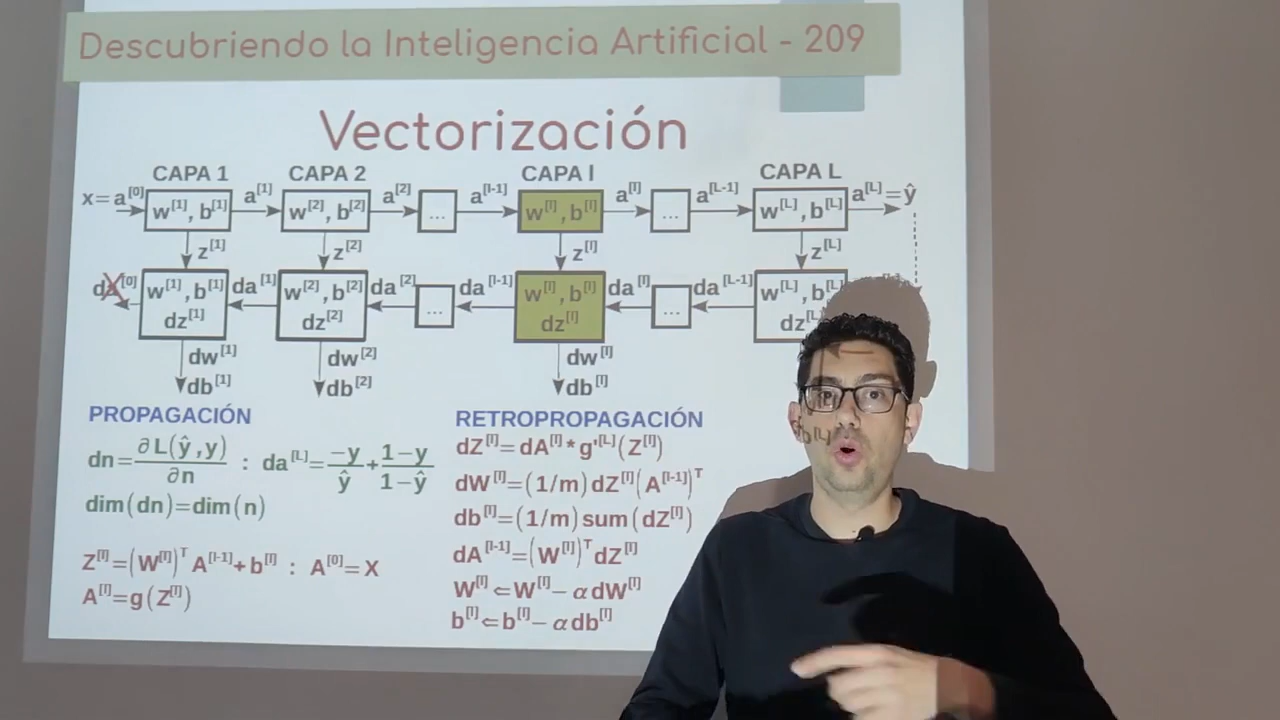 Descubriendo la Inteligencia Artificial - 209
Vectorización
CAPA 1 CAPA 2 CAPA l CAPA L
x=a[0] w[1],b[1] a[1] w[2],b[2] a[2] ... a[l-1] w[l],b[l] a[l] ... a[L-1] w[L],b[L] a[L]=ŷ
z[1] z[2] z[l] z[L]
da[0] w[1],b[1] da[1] w[2],b[2] da[2] ... da[l-1] w[l],b[l] da[l] ... da[L-1] w[L],b[L]
dz[1] dz[2] dz[l] dz[L]
dw[1] dw[2] dw[l]
db[1] db[2] db[l] b[L]
PROPAGACIÓN
dn=∂L(ŷ,y)/∂n : da[L]=-y/ŷ+1-y/1-ŷ
dim(dn)=dim(n)
Z[l]=(W[l])ᵀA[l-1]+b[l] : A[0]=X
A[l]=g(Z[l])
RETROPROPAGACIÓN
dZ[l]=dA[l]*g'[L](Z[l])
dW[l]=(1/m)dZ[l](A[l-1])ᵀ
db[l]=(1/m)sum(dZ[l])
dA[l-1]=(W[l])ᵀdZ[l]
W[l]⇐W[l]-αdW[l]
b[l]⇐b[l]-αdb[l]